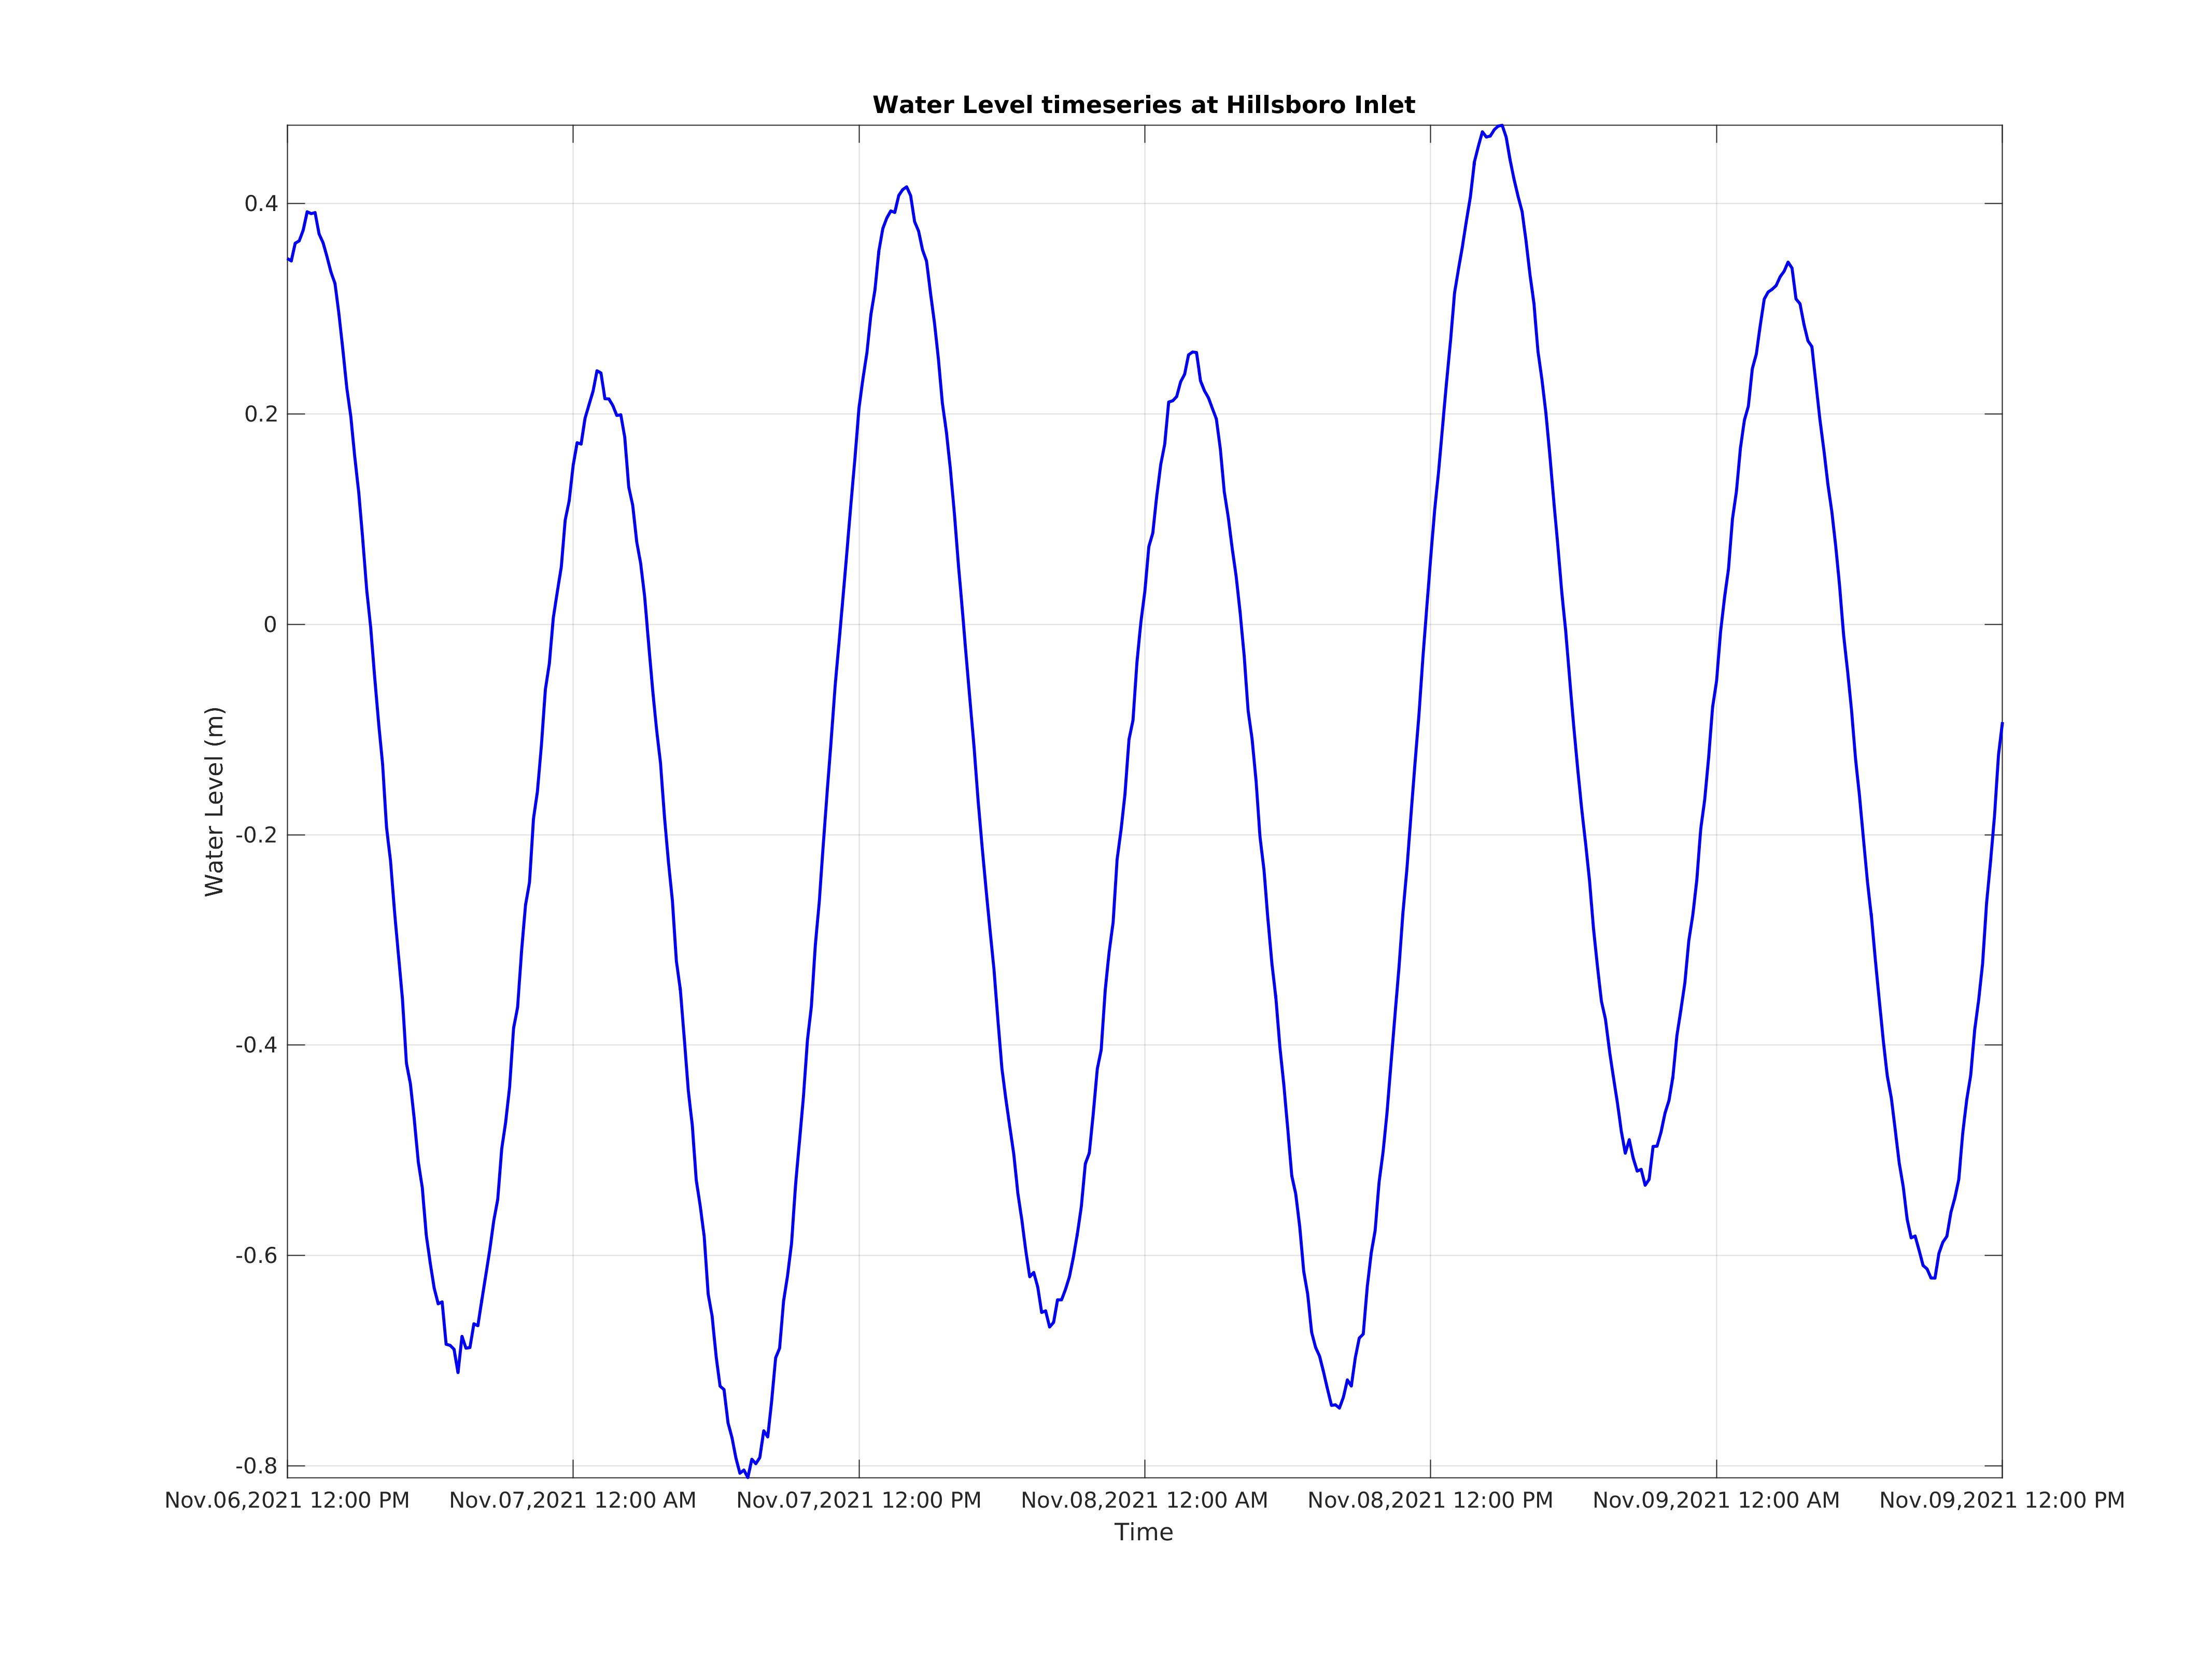 Water Level timeseries at Hillsboro Inlet
0.4
0.2
0
-0.2
-0.4
-0.6
-0.8
Water Level (m)
Nov.06,2021 12:00 PM
Nov.07,2021 12:00 AM
Nov.07,2021 12:00 PM
Nov.08,2021 12:00 AM
Nov.08,2021 12:00 PM
Nov.09,2021 12:00 AM
Nov.09,2021 12:00 PM
Time